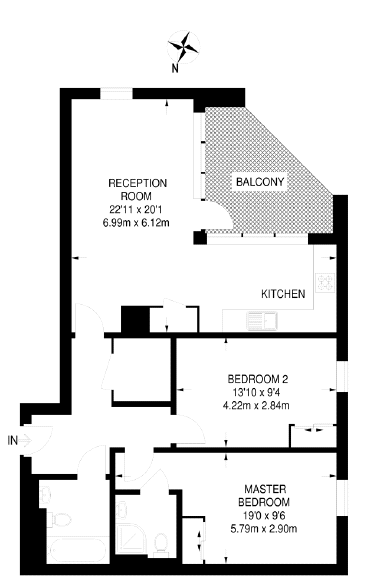 N
RECEPTION
ROOM
22'11 x 20'1
6.99m x 6.12m
BALCONY
KITCHEN
BEDROOM 2
13'10 x 9'4
4.22m x 2.84m
IN
MASTER
BEDROOM
19'0 x 9'6
5.79m x 2.90m